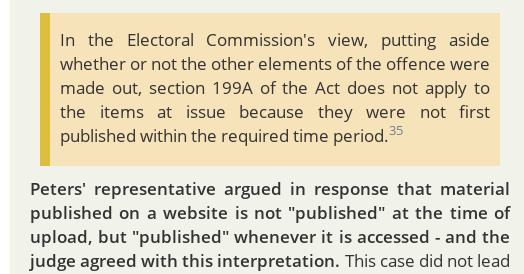 In the Electoral Commission's view, putting aside
whether or not the other elements of the offence were
made out, section 199A of the Act does not apply to
the items at issue because they were not first
published within the required time period.35
Peters' representative argued in response that material
published on a website is not "published" at the time of
upload, but "published" whenever it is accessed - and the
judge agreed with this interpretation. This case did not lead